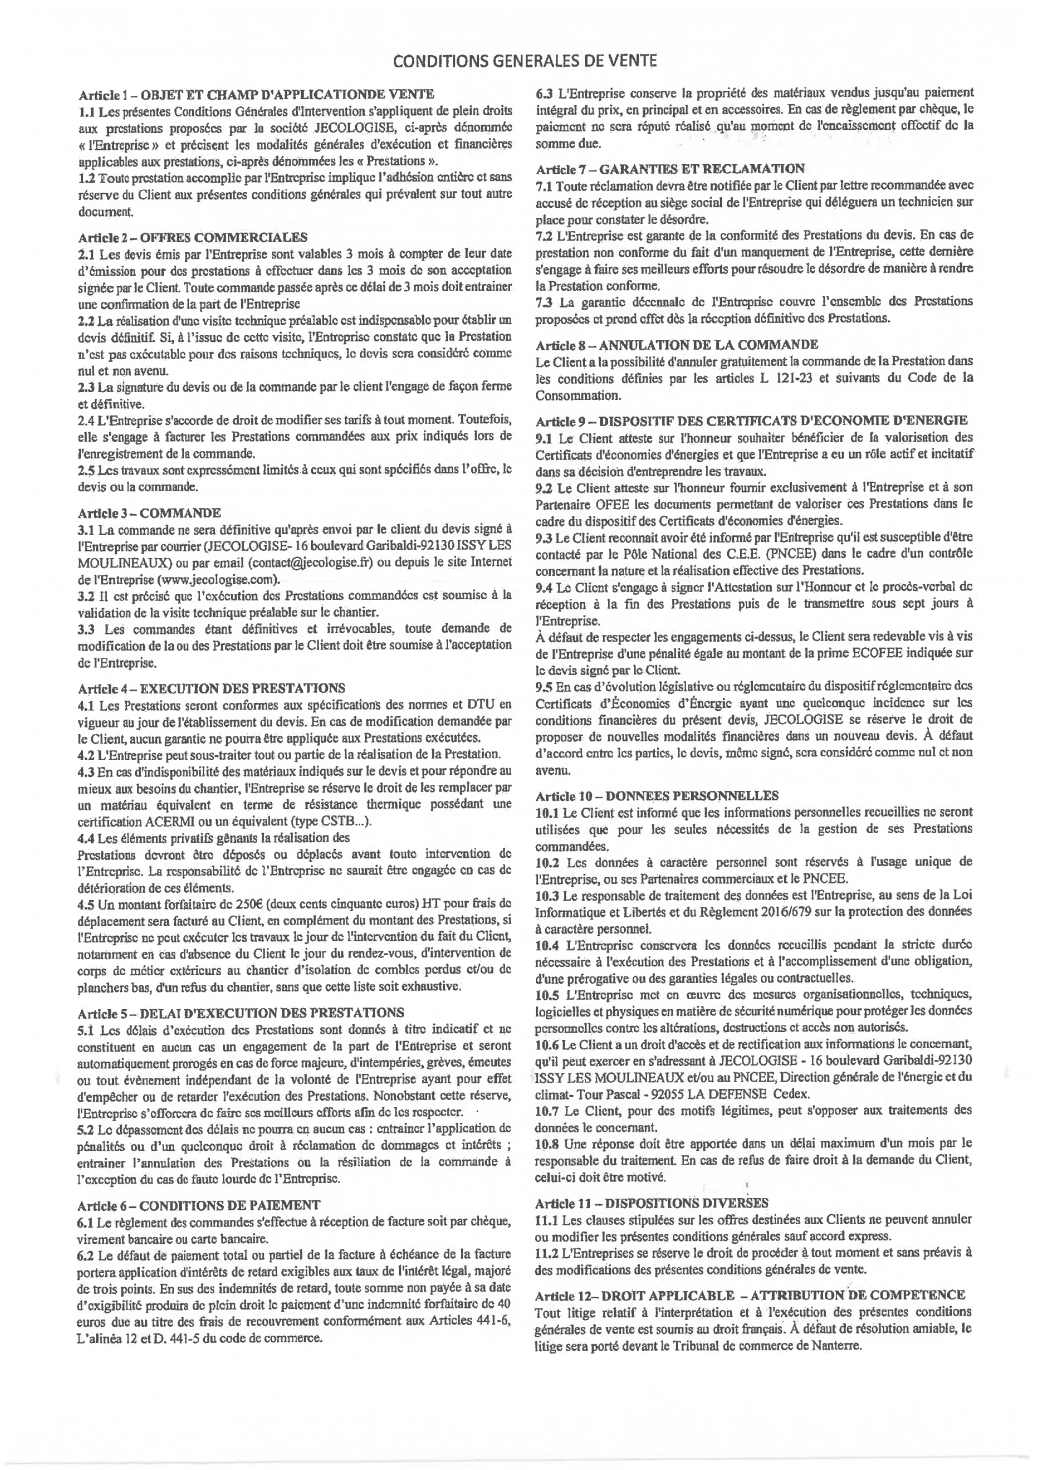 CONDITIONS GENERALES DE VENTE
Article 1 – OBJET ET CHAMP D'APPLICATIONDE VENTE
1.1 Les présentes Conditions Générales d'Intervention s'appliquent de plein droits
aux prestations proposées par la société JECOLOGISE, ci-après dénommée
« l'Entreprise » et précisent les modalités générales d'exécution et financières
applicables aux prestations, ci-après dénommées les « Prestations ».
1.2 Toute prestation accomplie par l'Entreprise implique l'adhésion entière et sans
réserve du Client aux présentes conditions générales qui prévalent sur tout autre
document.
Article 2 – OFFRES COMMERCIALES
2.1 Les devis émis par l'Entreprise sont valables 3 mois à compter de leur date
d'émission pour des prestations à effectuer dans les 3 mois de son acceptation
signée par le Client. Toute commande passée après ce délai de 3 mois doit entrainer
une confirmation de la part de l'Entreprise
2.2 La réalisation d'une visite technique préalable est indispensable pour établir un
devis définitif. Si, à l'issue de cette visite, l'Entreprise constate que la Prestation
n'est pas exécutable pour des raisons techniques, le devis sera considéré comme
nul et non avenu.
2.3 La signature du devis ou de la commande par le client l'engage de façon ferme
et définitive.
2.4 L'Entreprise s'accorde de droit de modifier ses tarifs à tout moment. Toutefois,
elle s'engage à facturer les Prestations commandées aux prix indiqués lors de
l'enregistrement de la commande.
2.5 Les travaux sont expressément limités à ceux qui sont spécifiés dans l'offre, le
devis ou la commande.
Article 3 – COMMANDE
3.1 La commande ne sera définitive qu'après envoi par le client du devis signé à
l'Entreprise par courrier (JECOLOGISE- 16 boulevard Garibaldi-92130 ISSY LES
MOULINEAUX) ou par email (contact@jecologise.fr) ou depuis le site Internet
de l'Entreprise (www.jecologise.com).
3.2 Il est précisé que l'exécution des Prestations commandées est soumise à la
validation de la visite technique préalable sur le chantier.
3.3 Les commandes étant définitives et irrévocables, toute demande de
modification de la ou des Prestations par le Client doit être soumise à l'acceptation
de l'Entreprise.
Article 4 – EXECUTION DES PRESTATIONS
4.1 Les Prestations seront conformes aux spécifications des normes et DTU en
vigueur au jour de l'établissement du devis. En cas de modification demandée par
le Client, aucun garantie ne pourra être appliquée aux Prestations exécutées.
4.2 L'Entreprise peut sous-traiter tout ou partie de la réalisation de la Prestation.
4.3 En cas d'indisponibilité des matériaux indiqués sur le devis et pour répondre au
mieux aux besoins du chantier, l'Entreprise se réserve le droit de les remplacer par
un matériau équivalent en terme de résistance thermique possédant une
certification ACERMI ou un équivalent (type CSTB...).
4.4 Les éléments privatifs gênants la réalisation des
Prestations devront être déposés ou déplacés avant toute intervention de
l'Entreprise. La responsabilité de l'Entreprise ne saurait être engagée en cas de
détérioration de ces éléments.
4.5 Un montant forfaitaire de 250€ (deux cents cinquante euros) HT pour frais de
déplacement sera facturé au Client, en complément du montant des Prestations, si
l'Entreprise ne peut exécuter les travaux le jour de l'intervention du fait du Client,
notamment en cas d'absence du Client le jour du rendez-vous, d'intervention de
corps de métier extérieurs au chantier d'isolation de combles perdus et/ou de
planchers bas, d'un refus du chantier, sans que cette liste soit exhaustive.
Article 5 – DELAI D'EXECUTION DES PRESTATIONS
5.1 Les délais d'exécution des Prestations sont donnés à titre indicatif et ne
constituent en aucun cas un engagement de la part de l'Entreprise et seront
automatiquement prorogés en cas de force majeure, d'intempéries, grèves, émeutes
ou tout évènement indépendant de la volonté de l'Entreprise ayant pour effet
d'empêcher ou de retarder l'exécution des Prestations. Nonobstant cette réserve,
l'Entreprise s'efforcera de faire ses meilleurs efforts afin de les respecter.
5.2 Le dépassement des délais ne pourra en aucun cas : entrainer l'application de
pénalités ou d'un quelconque droit à réclamation de dommages et intérêts ;
entrainer l'annulation des Prestations ou la résiliation de la commande à
l'exception du cas de faute lourde de l'Entreprise.
Article 6 – CONDITIONS DE PAIEMENT
6.1 Le règlement des commandes s'effectue à réception de facture soit par chèque,
virement bancaire ou carte bancaire.
6.2 Le défaut de paiement total ou partiel de la facture à échéance de la facture
portera application d'intérêts de retard exigibles aux taux de l'intérêt légal, majoré
de trois points. En sus des indemnités de retard, toute somme non payée à sa date
d'exigibilité produira de plein droit le paiement d'une indemnité forfaitaire de 40
euros due au titre des frais de recouvrement conformément aux Articles 441-6,
L'alinéa 12 et D. 441-5 du code de commerce.
6.3 L'Entreprise conserve la propriété des matériaux vendus jusqu'au paiement
intégral du prix, en principal et en accessoires. En cas de règlement par chèque, le
paiement ne sera réputé réalisé qu'au moment de l'encaissement effectif de la
somme due.
Article 7 – GARANTIES ET RECLAMATION
7.1 Toute réclamation devra être notifiée par le Client par lettre recommandée avec
accusé de réception au siège social de l'Entreprise qui déléguera un technicien sur
place pour constater le désordre.
7.2 L'Entreprise est garante de la conformité des Prestations du devis. En cas de
prestation non conforme du fait d'un manquement de l'Entreprise, cette dernière
s'engage à faire ses meilleurs efforts pour résoudre le désordre de manière à rendre
la Prestation conforme.
7.3 La garantie décennale de l'Entreprise couvre l'ensemble des Prestations
proposées et prend effet dès la réception définitive des Prestations.
Article 8 – ANNULATION DE LA COMMANDE
Le Client a la possibilité d'annuler gratuitement la commande de la Prestation dans
les conditions définies par les articles L 121-23 et suivants du Code de la
Consommation.
Article 9 – DISPOSITIF DES CERTIFICATS D'ECONOMIE D'ENERGIE
9.1 Le Client atteste sur l'honneur souhaiter bénéficier de la valorisation des
Certificats d'économies d'énergies et que l'Entreprise a eu un rôle actif et incitatif
dans sa décision d'entreprendre les travaux.
9.2 Le Client atteste sur l'honneur fournir exclusivement à l'Entreprise et à son
Partenaire OFEE les documents permettant de valoriser ces Prestations dans le
cadre du dispositif des Certificats d'économies d'énergies.
9.3 Le Client reconnait avoir été informé par l'Entreprise qu'il est susceptible d'être
contacté par le Pôle National des C.E.E. (PNCEE) dans le cadre d'un contrôle
concernant la nature et la réalisation effective des Prestations.
9.4 Le Client s'engage à signer l'Attestation sur l'Honneur et le procès-verbal de
réception à la fin des Prestations puis de le transmettre sous sept jours à
l'Entreprise.
À défaut de respecter les engagements ci-dessus, le Client sera redevable vis à vis
de l'Entreprise d'une pénalité égale au montant de la prime ECOFEE indiquée sur
le devis signé par le Client.
9.5 En cas d'évolution législative ou réglementaire du dispositif réglementaire des
Certificats d'Économies d'Énergie ayant une quelconque incidence sur les
conditions financières du présent devis, JECOLOGISE se réserve le droit de
proposer de nouvelles modalités financières dans un nouveau devis. À défaut
d'accord entre les parties, le devis, même signé, sera considéré comme nul et non
avenu.
Article 10 – DONNEES PERSONNELLES
10.1 Le Client est informé que les informations personnelles recueillies ne seront
utilisées que pour les seules nécessités de la gestion de ses Prestations
commandées.
10.2 Les données à caractère personnel sont réservés à l'usage unique de
l'Entreprise, ou ses Partenaires commerciaux et le PNCEE.
10.3 Le responsable de traitement des données est l'Entreprise, au sens de la Loi
Informatique et Libertés et du Règlement 2016/679 sur la protection des données
à caractère personnel.
10.4 L'Entreprise conservera les données recueillis pendant la stricte durée
nécessaire à l'exécution des Prestations et à l'accomplissement d'une obligation,
d'une prérogative ou des garanties légales ou contractuelles.
10.5 L'Entreprise met en œuvre des mesures organisationnelles, techniques,
logicielles et physiques en matière de sécurité numérique pour protéger les données
personnelles contre les altérations, destructions et accès non autorisés.
10.6 Le Client a un droit d'accès et de rectification aux informations le concernant,
qu'il peut exercer en s'adressant à JECOLOGISE - 16 boulevard Garibaldi-92130
ISSY LES MOULINEAUX et/ou au PNCEE, Direction générale de l'énergie et du
climat- Tour Pascal - 92055 LA DEFENSE Cedex.
10.7 Le Client, pour des motifs légitimes, peut s'opposer aux traitements des
données le concernant.
10.8 Une réponse doit être apportée dans un délai maximum d'un mois par le
responsable du traitement. En cas de refus de faire droit à la demande du Client,
celui-ci doit être motivé.
Article 11 – DISPOSITIONS DIVERSES
11.1 Les clauses stipulées sur les offres destinées aux Clients ne peuvent annuler
ou modifier les présentes conditions générales sauf accord express.
11.2 L'Entreprises se réserve le droit de procéder à tout moment et sans préavis à
des modifications des présentes conditions générales de vente.
Article 12– DROIT APPLICABLE – ATTRIBUTION DE COMPETENCE
Tout litige relatif à l'interprétation et à l'exécution des présentes conditions
générales de vente est soumis au droit français. À défaut de résolution amiable, le
litige sera porté devant le Tribunal de commerce de Nanterre.